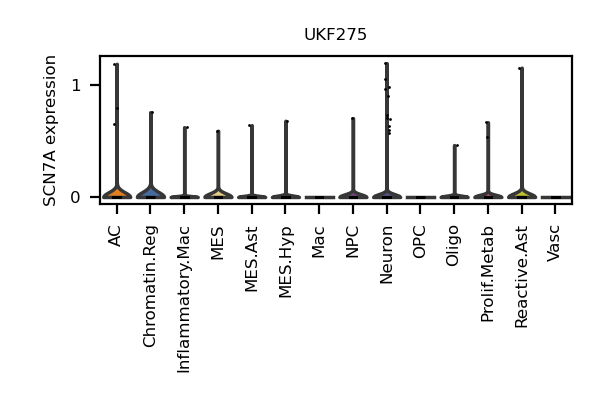 UKF275
SCN7A expression
1
0
AC
Chromatin.Reg
Inflammatory.Mac
MES
MES.Ast
MES.Hyp
Mac
NPC
Neuron
OPC
Oligo
Prolif.Metab
Reactive.Ast
Vasc